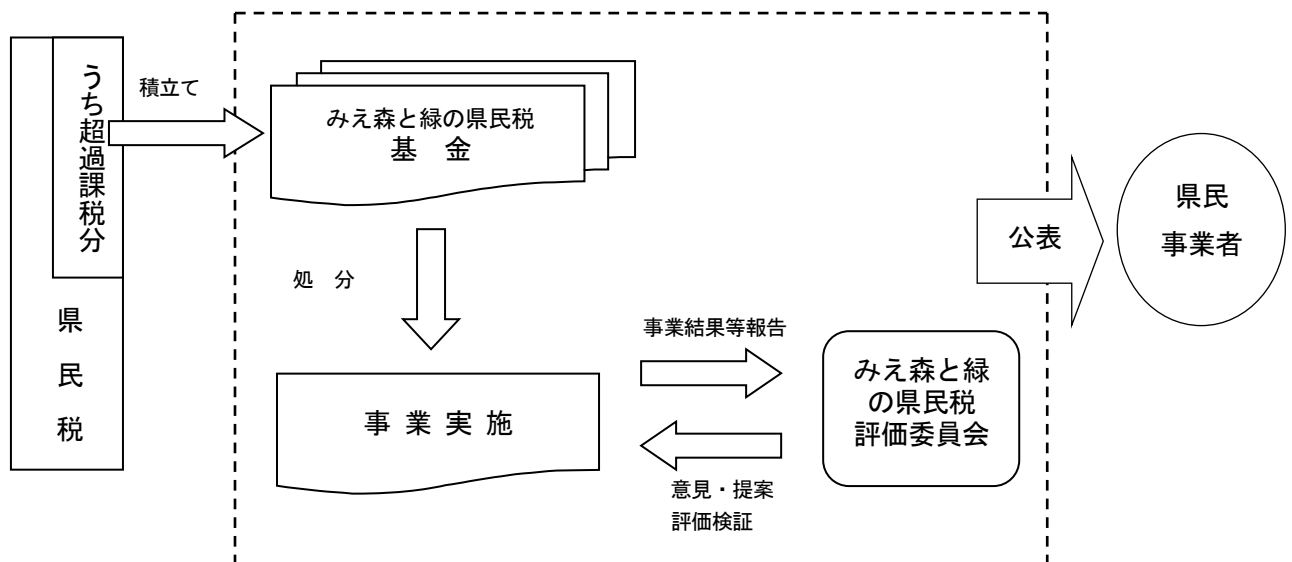 うち超過課税分
県民税
積立て
みえ森と緑の県民税
基　金
処　分
事 業 実 施
事業結果等報告
意見・提案
評価検証
みえ森と緑
の県民税
評価委員会
公表
県民
事業者